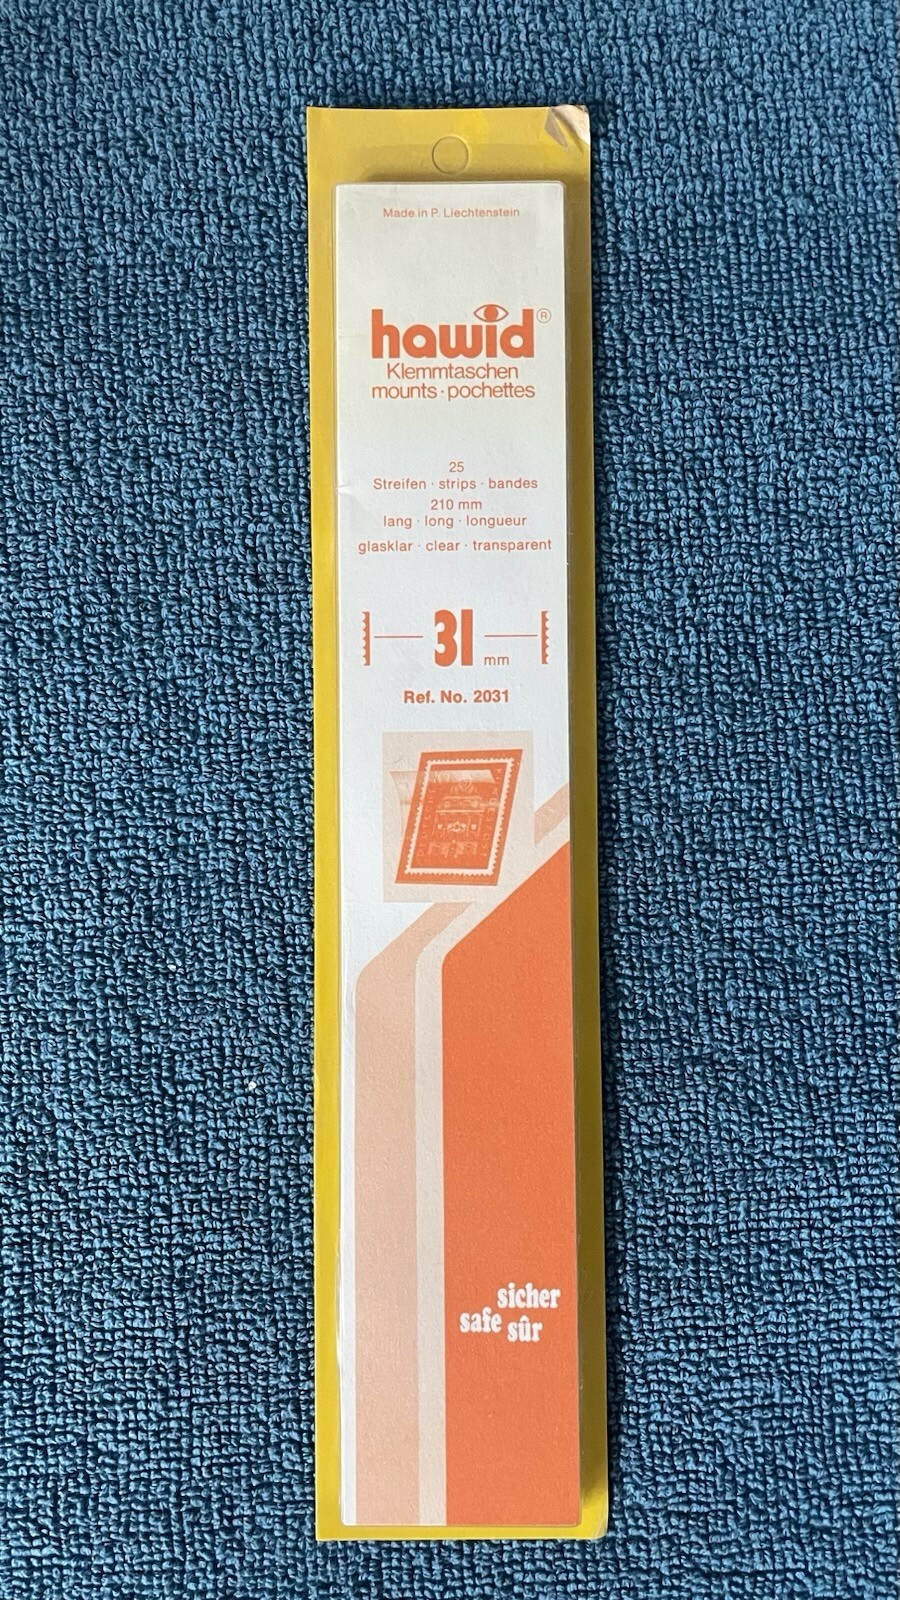 Made in P. Liechtenstein
hawid®
Klemmtaschen
mounts · pochettes
25
Streifen · strips · bandes
210 mm
lang · long · longueur
glasklar · clear · transparent
31 mm
Ref. No. 2031
sicher
safe sûr